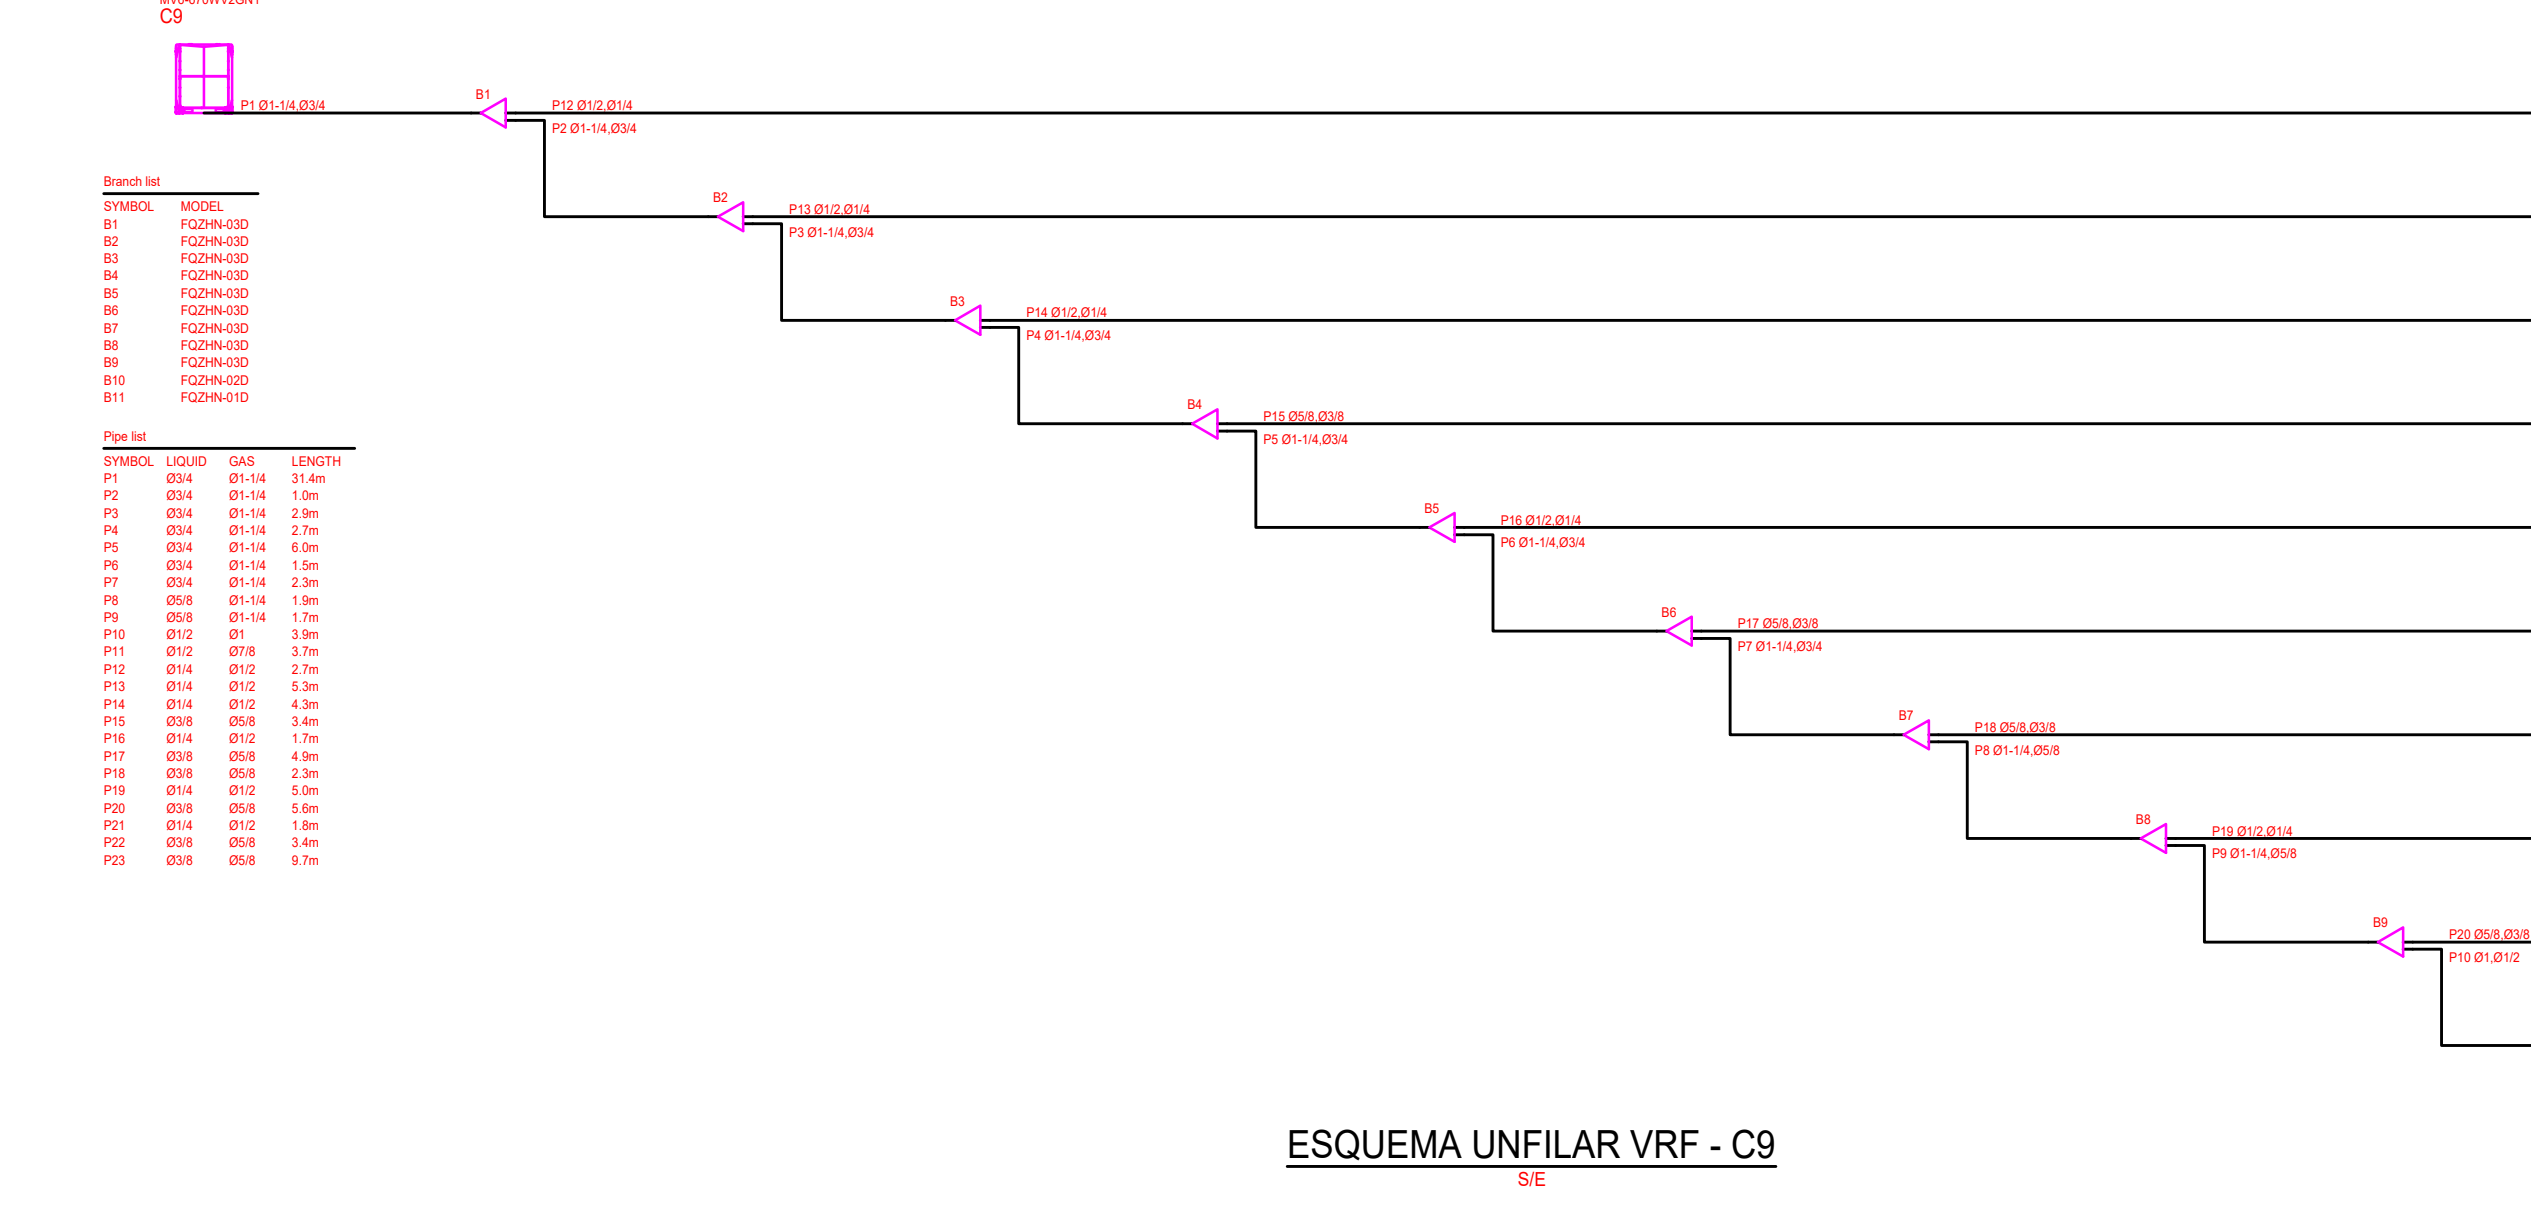 C9
P1 Ø1-1/4,Ø3/4
B1
P12 Ø1/2,Ø1/4
P2 Ø1-1/4,Ø3/4
B2
P13 Ø1/2,Ø1/4
P3 Ø1-1/4,Ø3/4
B3
P14 Ø1/2,Ø1/4
P4 Ø1-1/4,Ø3/4
B4
P15 Ø5/8,Ø3/8
P5 Ø1-1/4,Ø3/4
B5
P16 Ø1/2,Ø1/4
P6 Ø1-1/4,Ø3/4
B6
P17 Ø5/8,Ø3/8
P7 Ø1-1/4,Ø3/4
B7
P18 Ø5/8,Ø3/8
P8 Ø1-1/4,Ø5/8
B8
P19 Ø1/2,Ø1/4
P9 Ø1-1/4,Ø5/8
B9
P20 Ø5/8,Ø3/8
P10 Ø1,Ø1/2
Branch list
SYMBOL MODEL
B1 FQZHN-03D
B2 FQZHN-03D
B3 FQZHN-03D
B4 FQZHN-03D
B5 FQZHN-03D
B6 FQZHN-03D
B7 FQZHN-03D
B8 FQZHN-03D
B9 FQZHN-03D
B10 FQZHN-02D
B11 FQZHN-01D
Pipe list
SYMBOL LIQUID GAS LENGTH
P1 Ø3/4 Ø1-1/4 31.4m
P2 Ø3/4 Ø1-1/4 1.0m
P3 Ø3/4 Ø1-1/4 2.9m
P4 Ø3/4 Ø1-1/4 2.7m
P5 Ø3/4 Ø1-1/4 6.0m
P6 Ø3/4 Ø1-1/4 1.5m
P7 Ø3/4 Ø1-1/4 2.3m
P8 Ø5/8 Ø1-1/4 1.9m
P9 Ø5/8 Ø1-1/4 1.7m
P10 Ø1/2 Ø1 3.9m
P11 Ø1/2 Ø7/8 3.7m
P12 Ø1/4 Ø1/2 2.7m
P13 Ø1/4 Ø1/2 5.3m
P14 Ø1/4 Ø1/2 4.3m
P15 Ø3/8 Ø5/8 3.4m
P16 Ø1/4 Ø1/2 1.7m
P17 Ø3/8 Ø5/8 4.9m
P18 Ø3/8 Ø5/8 2.3m
P19 Ø1/4 Ø1/2 5.0m
P20 Ø3/8 Ø5/8 5.6m
P21 Ø1/4 Ø1/2 1.8m
P22 Ø3/8 Ø5/8 3.4m
P23 Ø3/8 Ø5/8 9.7m
ESQUEMA UNFILAR VRF - C9
S/E